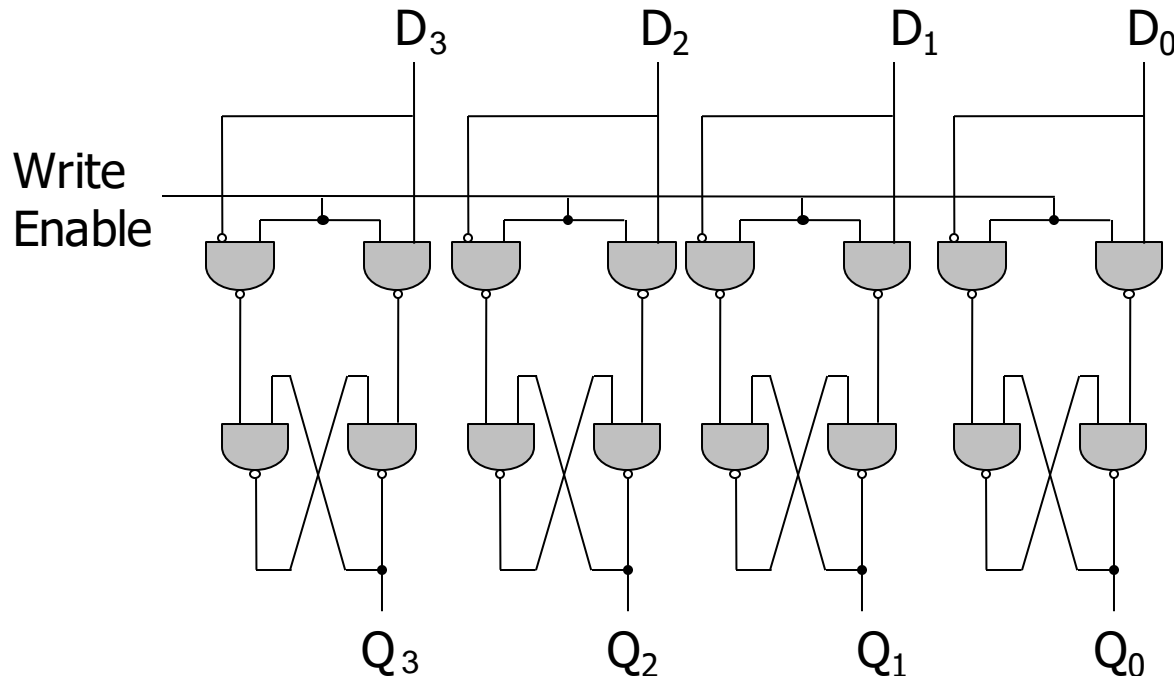 D₃ D₂ D₁ D₀
Write
Enable
Q₃ Q₂ Q₁ Q₀